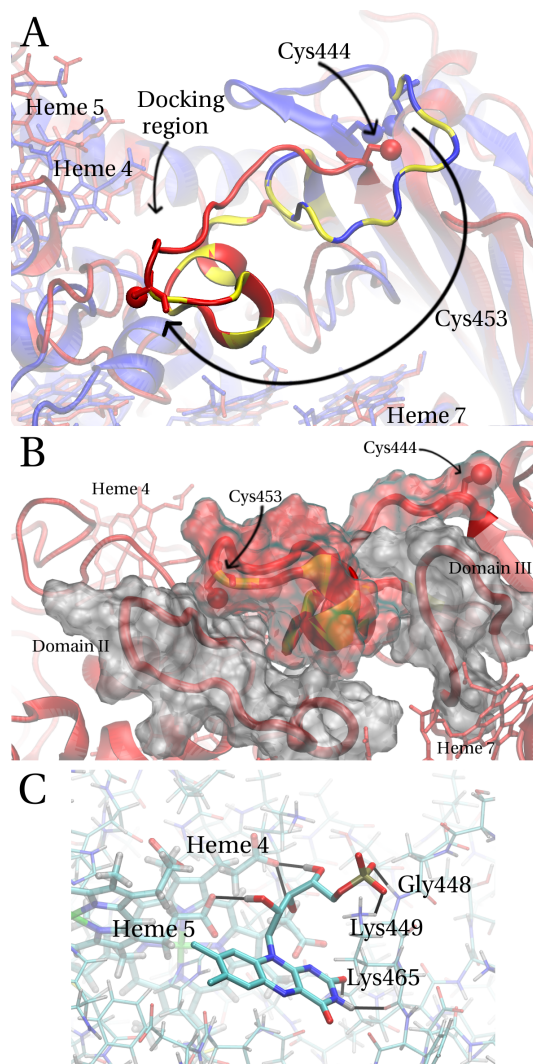 A
Cys444
Heme 5
Docking
region
Heme 4
Cys453
Heme 7
B
Cys444
Heme 4
Cys453
Domain III
Domain II
Heme 7
C
Heme 4
Gly448
Heme 5
Lys449
Lys465